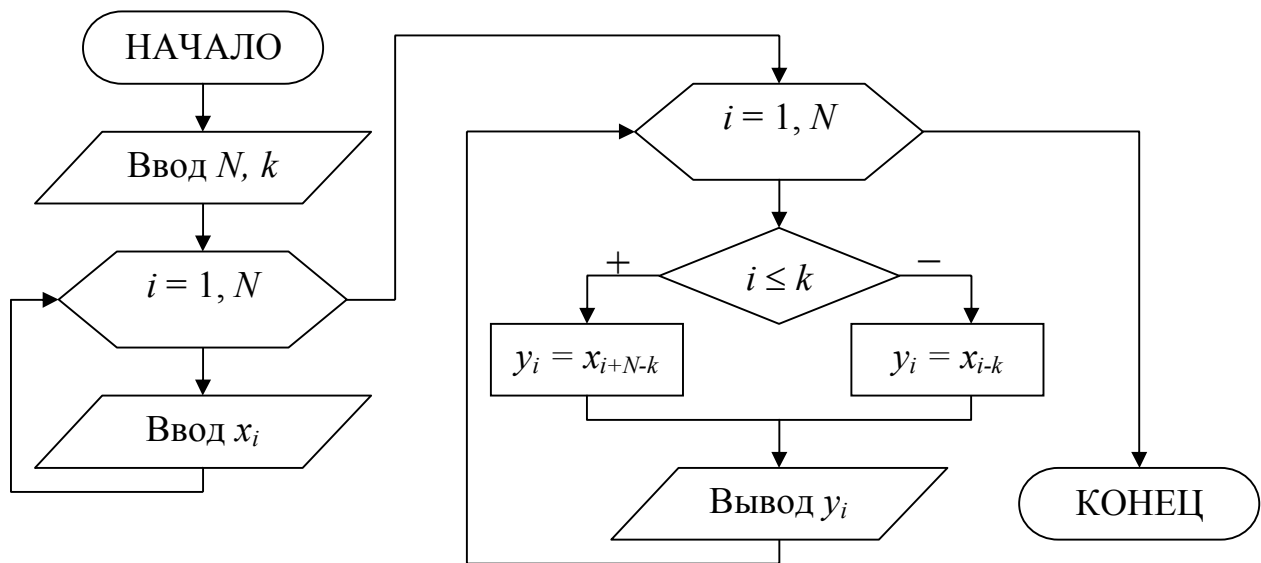 НАЧАЛО
Ввод N, k
i = 1, N
Ввод xᵢ
i = 1, N
i ≤ k
+
−
yᵢ = xᵢ₊N₋ₖ
yᵢ = xᵢ₋ₖ
Вывод yᵢ
КОНЕЦ